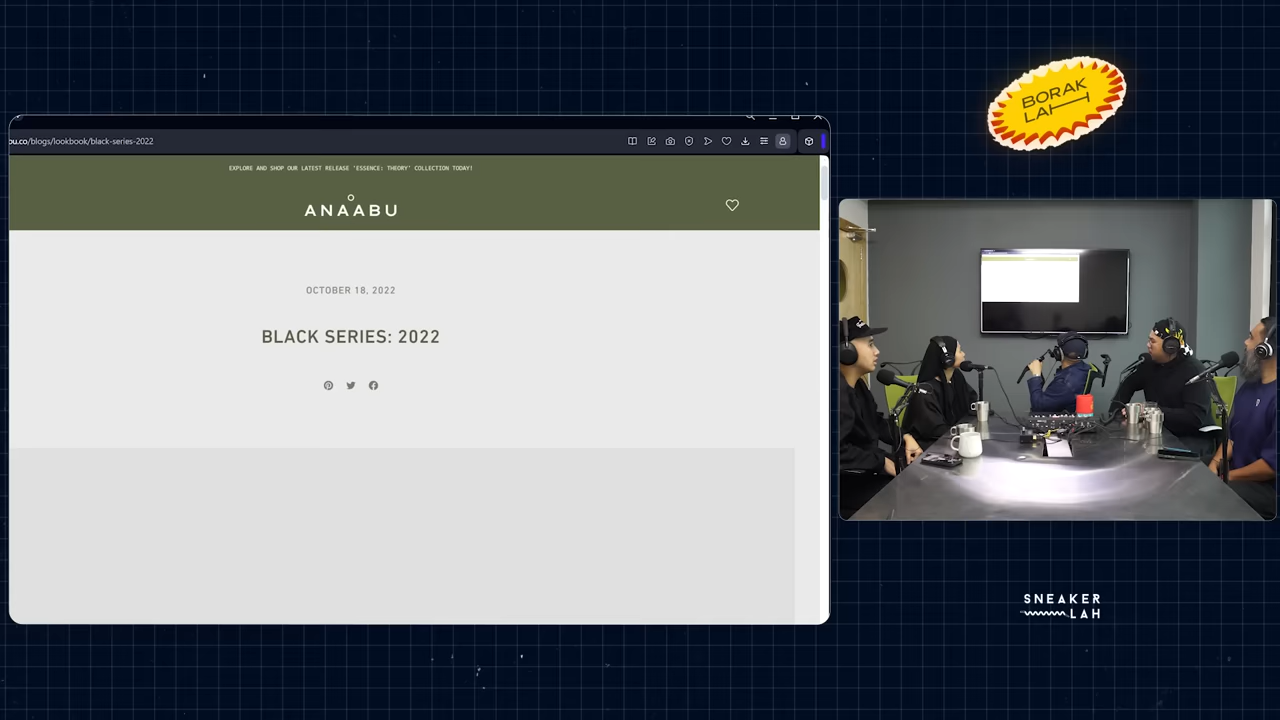 BORAK
LAH
bu.co/blogs/lookbook/black-series-2022
EXPLORE AND SHOP OUR LATEST RELEASE 'ESSENCE: THEORY' COLLECTION TODAY!
ANAABU
OCTOBER 18, 2022
BLACK SERIES: 2022
SNEAKER
LAH